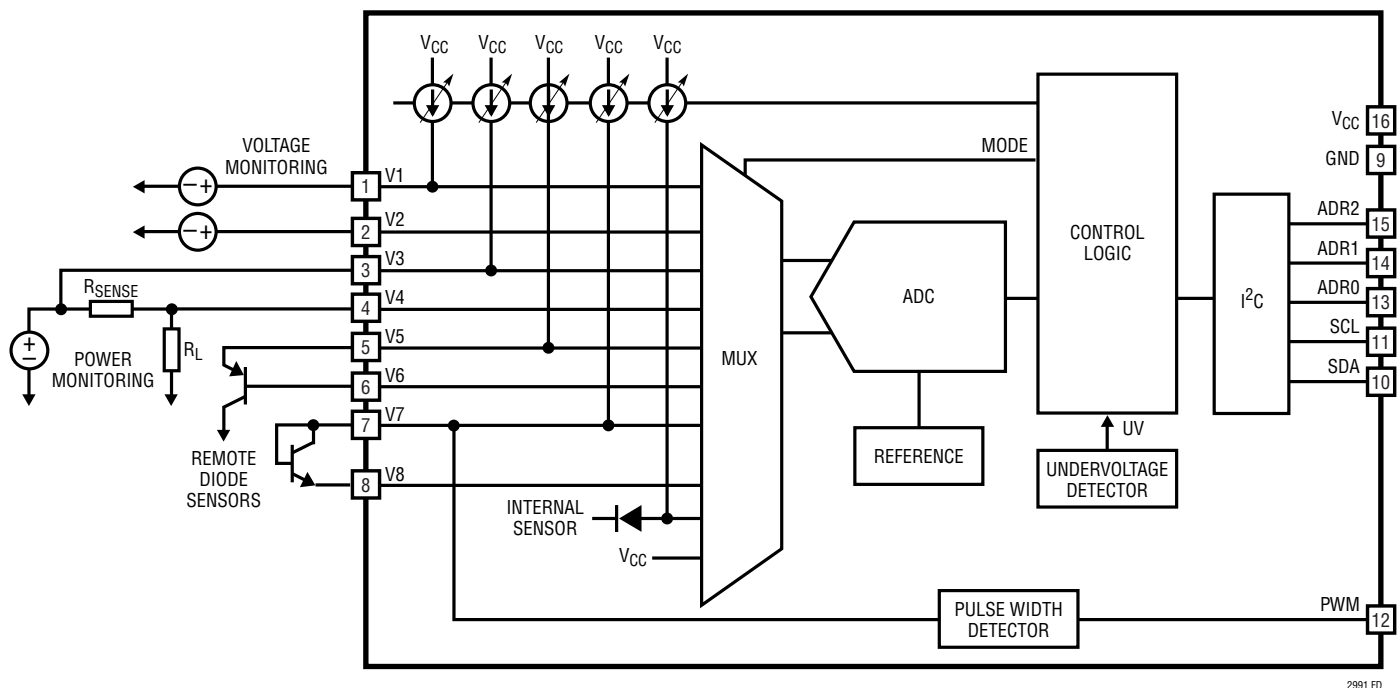 VCC VCC VCC VCC VCC
VOLTAGE
MONITORING
1 V1
2 V2
3 V3
RSENSE
4 V4
+
−
POWER
MONITORING
RL
5 V5
6 V6
7 V7
8 V8
REMOTE
DIODE
SENSORS
−+
−+
INTERNAL
SENSOR
VCC
MUX
MODE
ADC
REFERENCE
CONTROL
LOGIC
UV
UNDERVOLTAGE
DETECTOR
I2C
PULSE WIDTH
DETECTOR
VCC 16
GND 9
ADR2 15
ADR1 14
ADR0 13
SCL 11
SDA 10
PWM 12
2991 FD